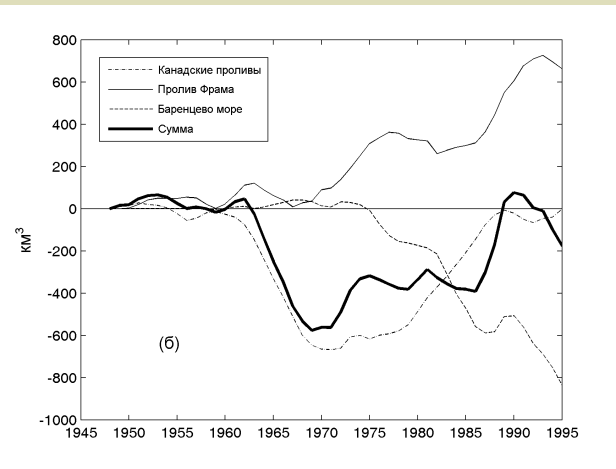 800
600
400
200
0
-200
-400
-600
-800
-1000
км³
Канадские проливы
Пролив Фрама
Баренцево море
Сумма
(б)
1945 1950 1955 1960 1965 1970 1975 1980 1985 1990 1995